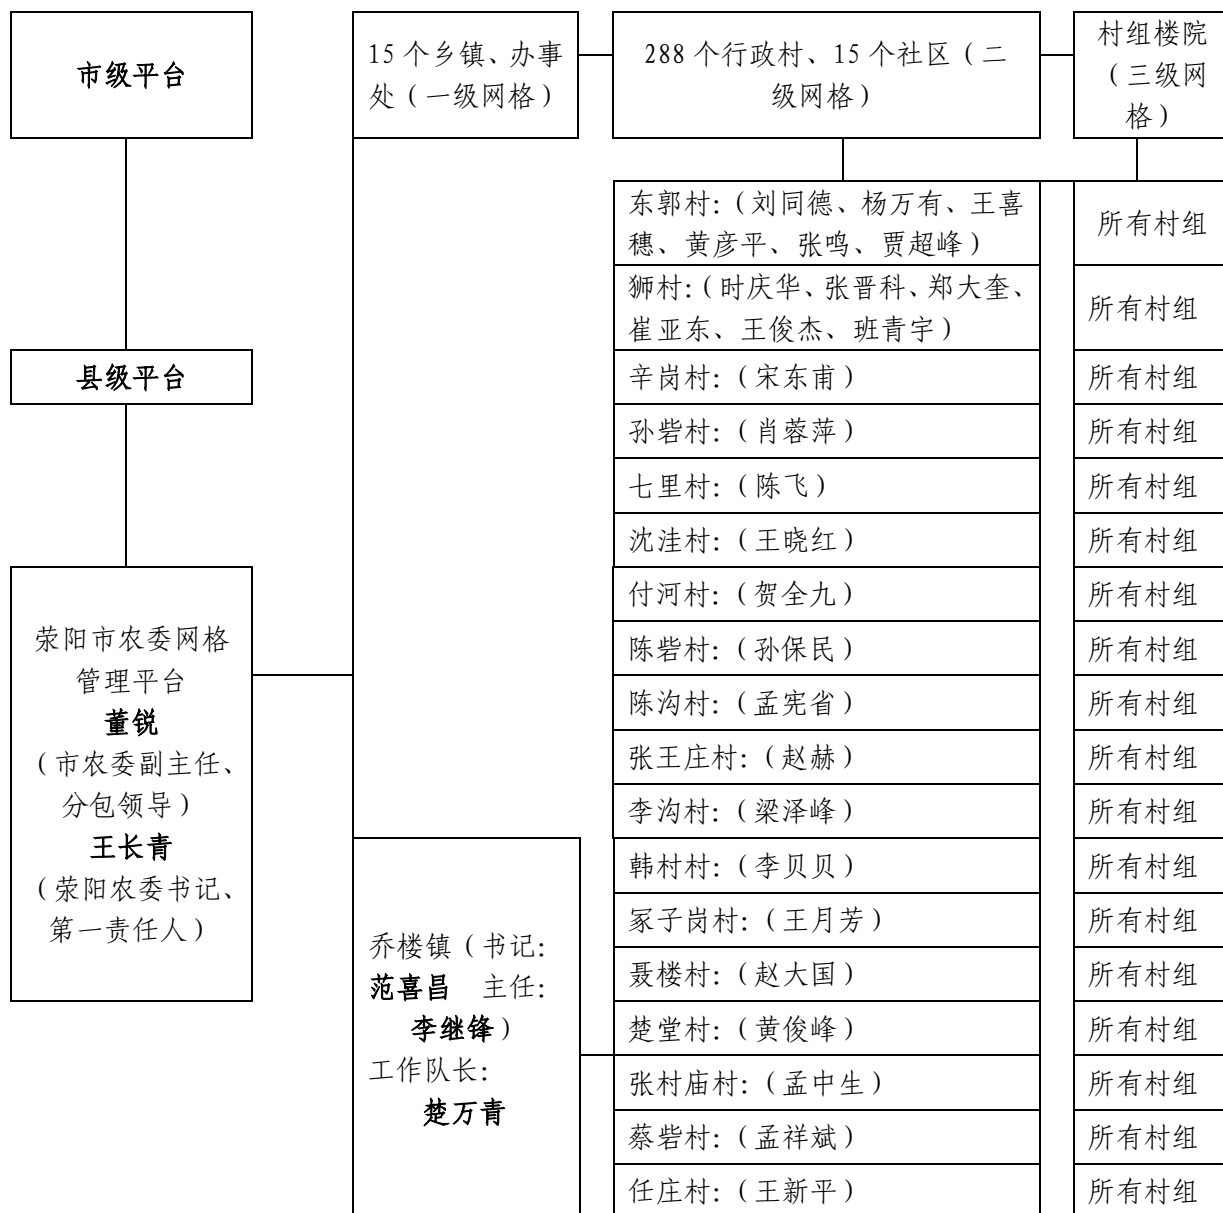 市级平台
15 个乡镇、办事
处（一级网格）
288 个行政村、15 个社区（二
级网格）
村组楼院
（三级网
格）
东郭村:（刘同德、杨万有、王喜
穗、黄彦平、张鸣、贾超峰）
所有村组
狮村:（时庆华、张晋科、郑大奎、
崔亚东、王俊杰、班青宇）
所有村组
县级平台
辛岗村:（宋东甫）
所有村组
孙砦村:（肖蓉萍）
所有村组
七里村:（陈飞）
所有村组
沈洼村:（王晓红）
所有村组
付河村:（贺全九）
所有村组
陈砦村:（孙保民）
所有村组
陈沟村:（孟宪省）
所有村组
张王庄村:（赵赫）
所有村组
李沟村:（梁泽峰）
所有村组
韩村村:（李贝贝）
所有村组
冢子岗村:（王月芳）
所有村组
聂楼村:（赵大国）
所有村组
楚堂村:（黄俊峰）
所有村组
张村庙村:（孟中生）
所有村组
蔡砦村:（孟祥斌）
所有村组
任庄村:（王新平）
所有村组
荥阳市农委网格
管理平台
董锐
（市农委副主任、
分包领导）
王长青
（荥阳农委书记、
第一责任人）
乔楼镇（书记:
范喜昌 主任:
李继锋）
工作队长:
楚万青